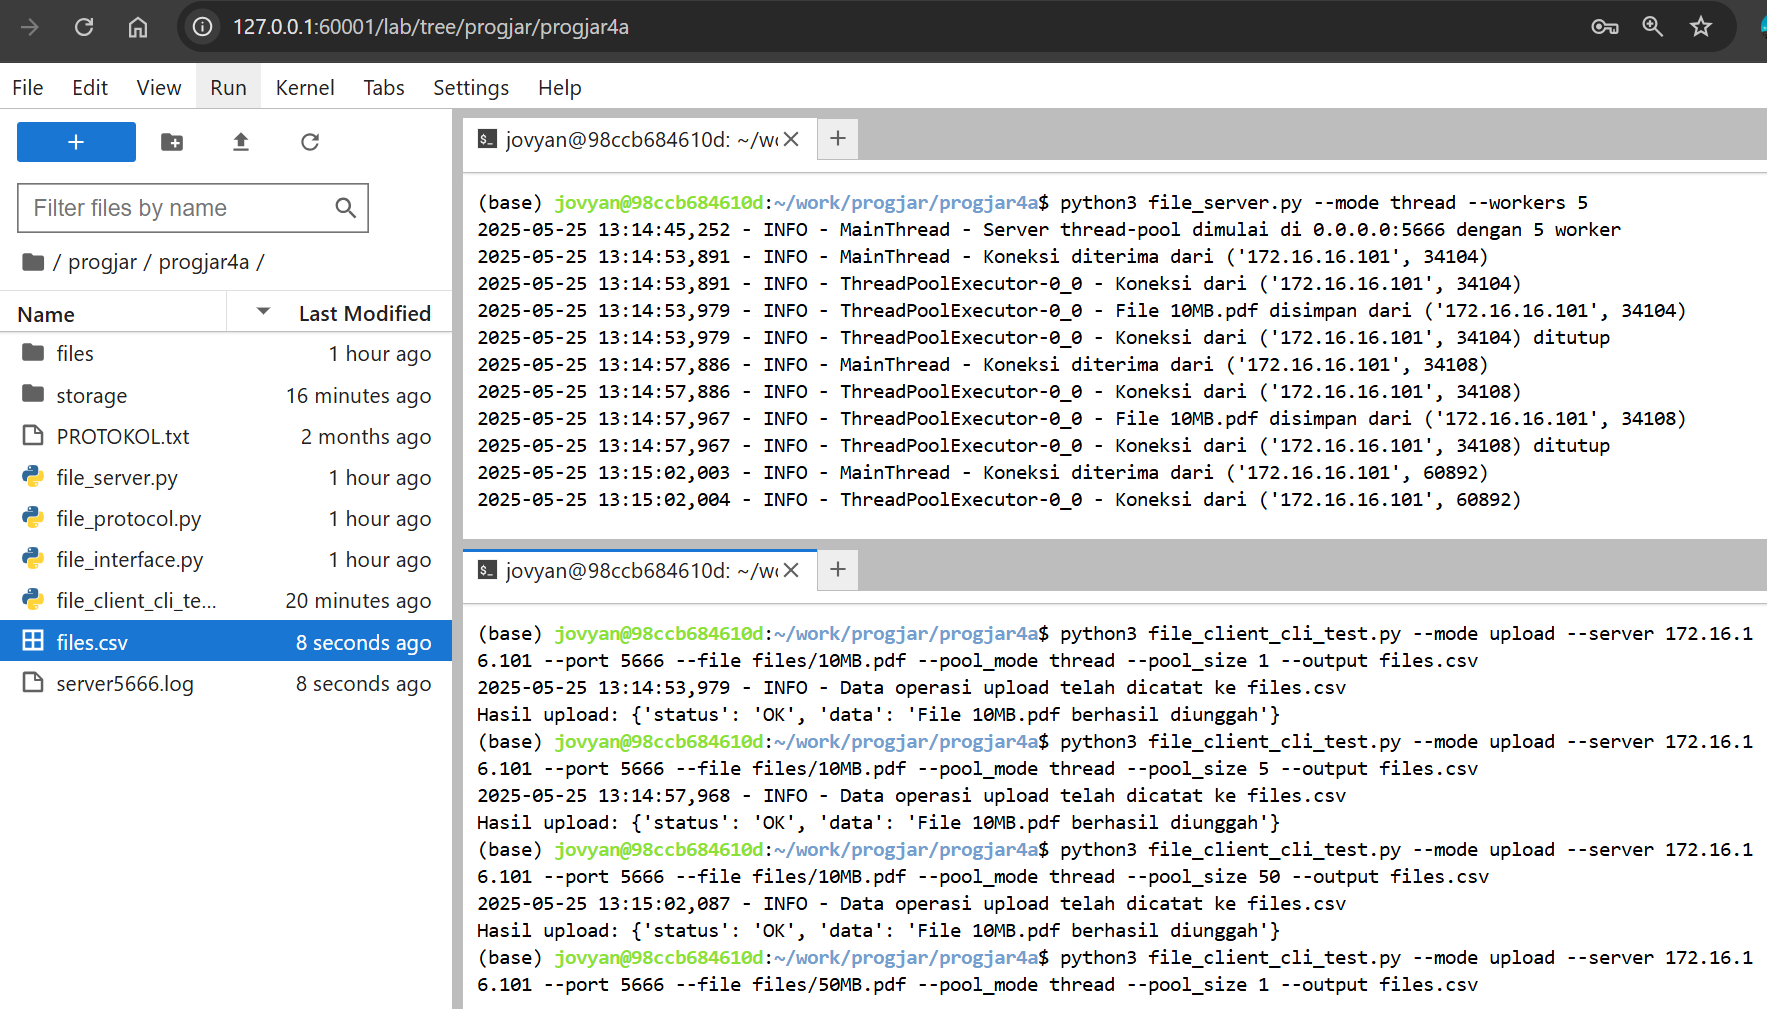 127.0.0.1:60001/lab/tree/progjar/progjar4a
File Edit View Run Kernel Tabs Settings Help
+
Filter files by name
/ progjar / progjar4a /
Name Last Modified
files 1 hour ago
storage 16 minutes ago
PROTOKOL.txt 2 months ago
file_server.py 1 hour ago
file_protocol.py 1 hour ago
file_interface.py 1 hour ago
file_client_cli_te... 20 minutes ago
files.csv 8 seconds ago
server5666.log 8 seconds ago
jovyan@98ccb684610d: ~/wo
(base) jovyan@98ccb684610d:~/work/progjar/progjar4a$ python3 file_server.py --mode thread --workers 5
2025-05-25 13:14:45,252 - INFO - MainThread - Server thread-pool dimulai di 0.0.0.0:5666 dengan 5 worker
2025-05-25 13:14:53,891 - INFO - MainThread - Koneksi diterima dari ('172.16.16.101', 34104)
2025-05-25 13:14:53,891 - INFO - ThreadPoolExecutor-0_0 - Koneksi dari ('172.16.16.101', 34104)
2025-05-25 13:14:53,979 - INFO - ThreadPoolExecutor-0_0 - File 10MB.pdf disimpan dari ('172.16.16.101', 34104)
2025-05-25 13:14:53,979 - INFO - ThreadPoolExecutor-0_0 - Koneksi dari ('172.16.16.101', 34104) ditutup
2025-05-25 13:14:57,886 - INFO - MainThread - Koneksi diterima dari ('172.16.16.101', 34108)
2025-05-25 13:14:57,886 - INFO - ThreadPoolExecutor-0_0 - Koneksi dari ('172.16.16.101', 34108)
2025-05-25 13:14:57,967 - INFO - ThreadPoolExecutor-0_0 - File 10MB.pdf disimpan dari ('172.16.16.101', 34108)
2025-05-25 13:14:57,967 - INFO - ThreadPoolExecutor-0_0 - Koneksi dari ('172.16.16.101', 34108) ditutup
2025-05-25 13:15:02,003 - INFO - MainThread - Koneksi diterima dari ('172.16.16.101', 60892)
2025-05-25 13:15:02,004 - INFO - ThreadPoolExecutor-0_0 - Koneksi dari ('172.16.16.101', 60892)
jovyan@98ccb684610d: ~/wo
(base) jovyan@98ccb684610d:~/work/progjar/progjar4a$ python3 file_client_cli_test.py --mode upload --server 172.16.1
6.101 --port 5666 --file files/10MB.pdf --pool_mode thread --pool_size 1 --output files.csv
2025-05-25 13:14:53,979 - INFO - Data operasi upload telah dicatat ke files.csv
Hasil upload: {'status': 'OK', 'data': 'File 10MB.pdf berhasil diunggah'}
(base) jovyan@98ccb684610d:~/work/progjar/progjar4a$ python3 file_client_cli_test.py --mode upload --server 172.16.1
6.101 --port 5666 --file files/10MB.pdf --pool_mode thread --pool_size 5 --output files.csv
2025-05-25 13:14:57,968 - INFO - Data operasi upload telah dicatat ke files.csv
Hasil upload: {'status': 'OK', 'data': 'File 10MB.pdf berhasil diunggah'}
(base) jovyan@98ccb684610d:~/work/progjar/progjar4a$ python3 file_client_cli_test.py --mode upload --server 172.16.1
6.101 --port 5666 --file files/10MB.pdf --pool_mode thread --pool_size 50 --output files.csv
2025-05-25 13:15:02,087 - INFO - Data operasi upload telah dicatat ke files.csv
Hasil upload: {'status': 'OK', 'data': 'File 10MB.pdf berhasil diunggah'}
(base) jovyan@98ccb684610d:~/work/progjar/progjar4a$ python3 file_client_cli_test.py --mode upload --server 172.16.1
6.101 --port 5666 --file files/50MB.pdf --pool_mode thread --pool_size 1 --output files.csv